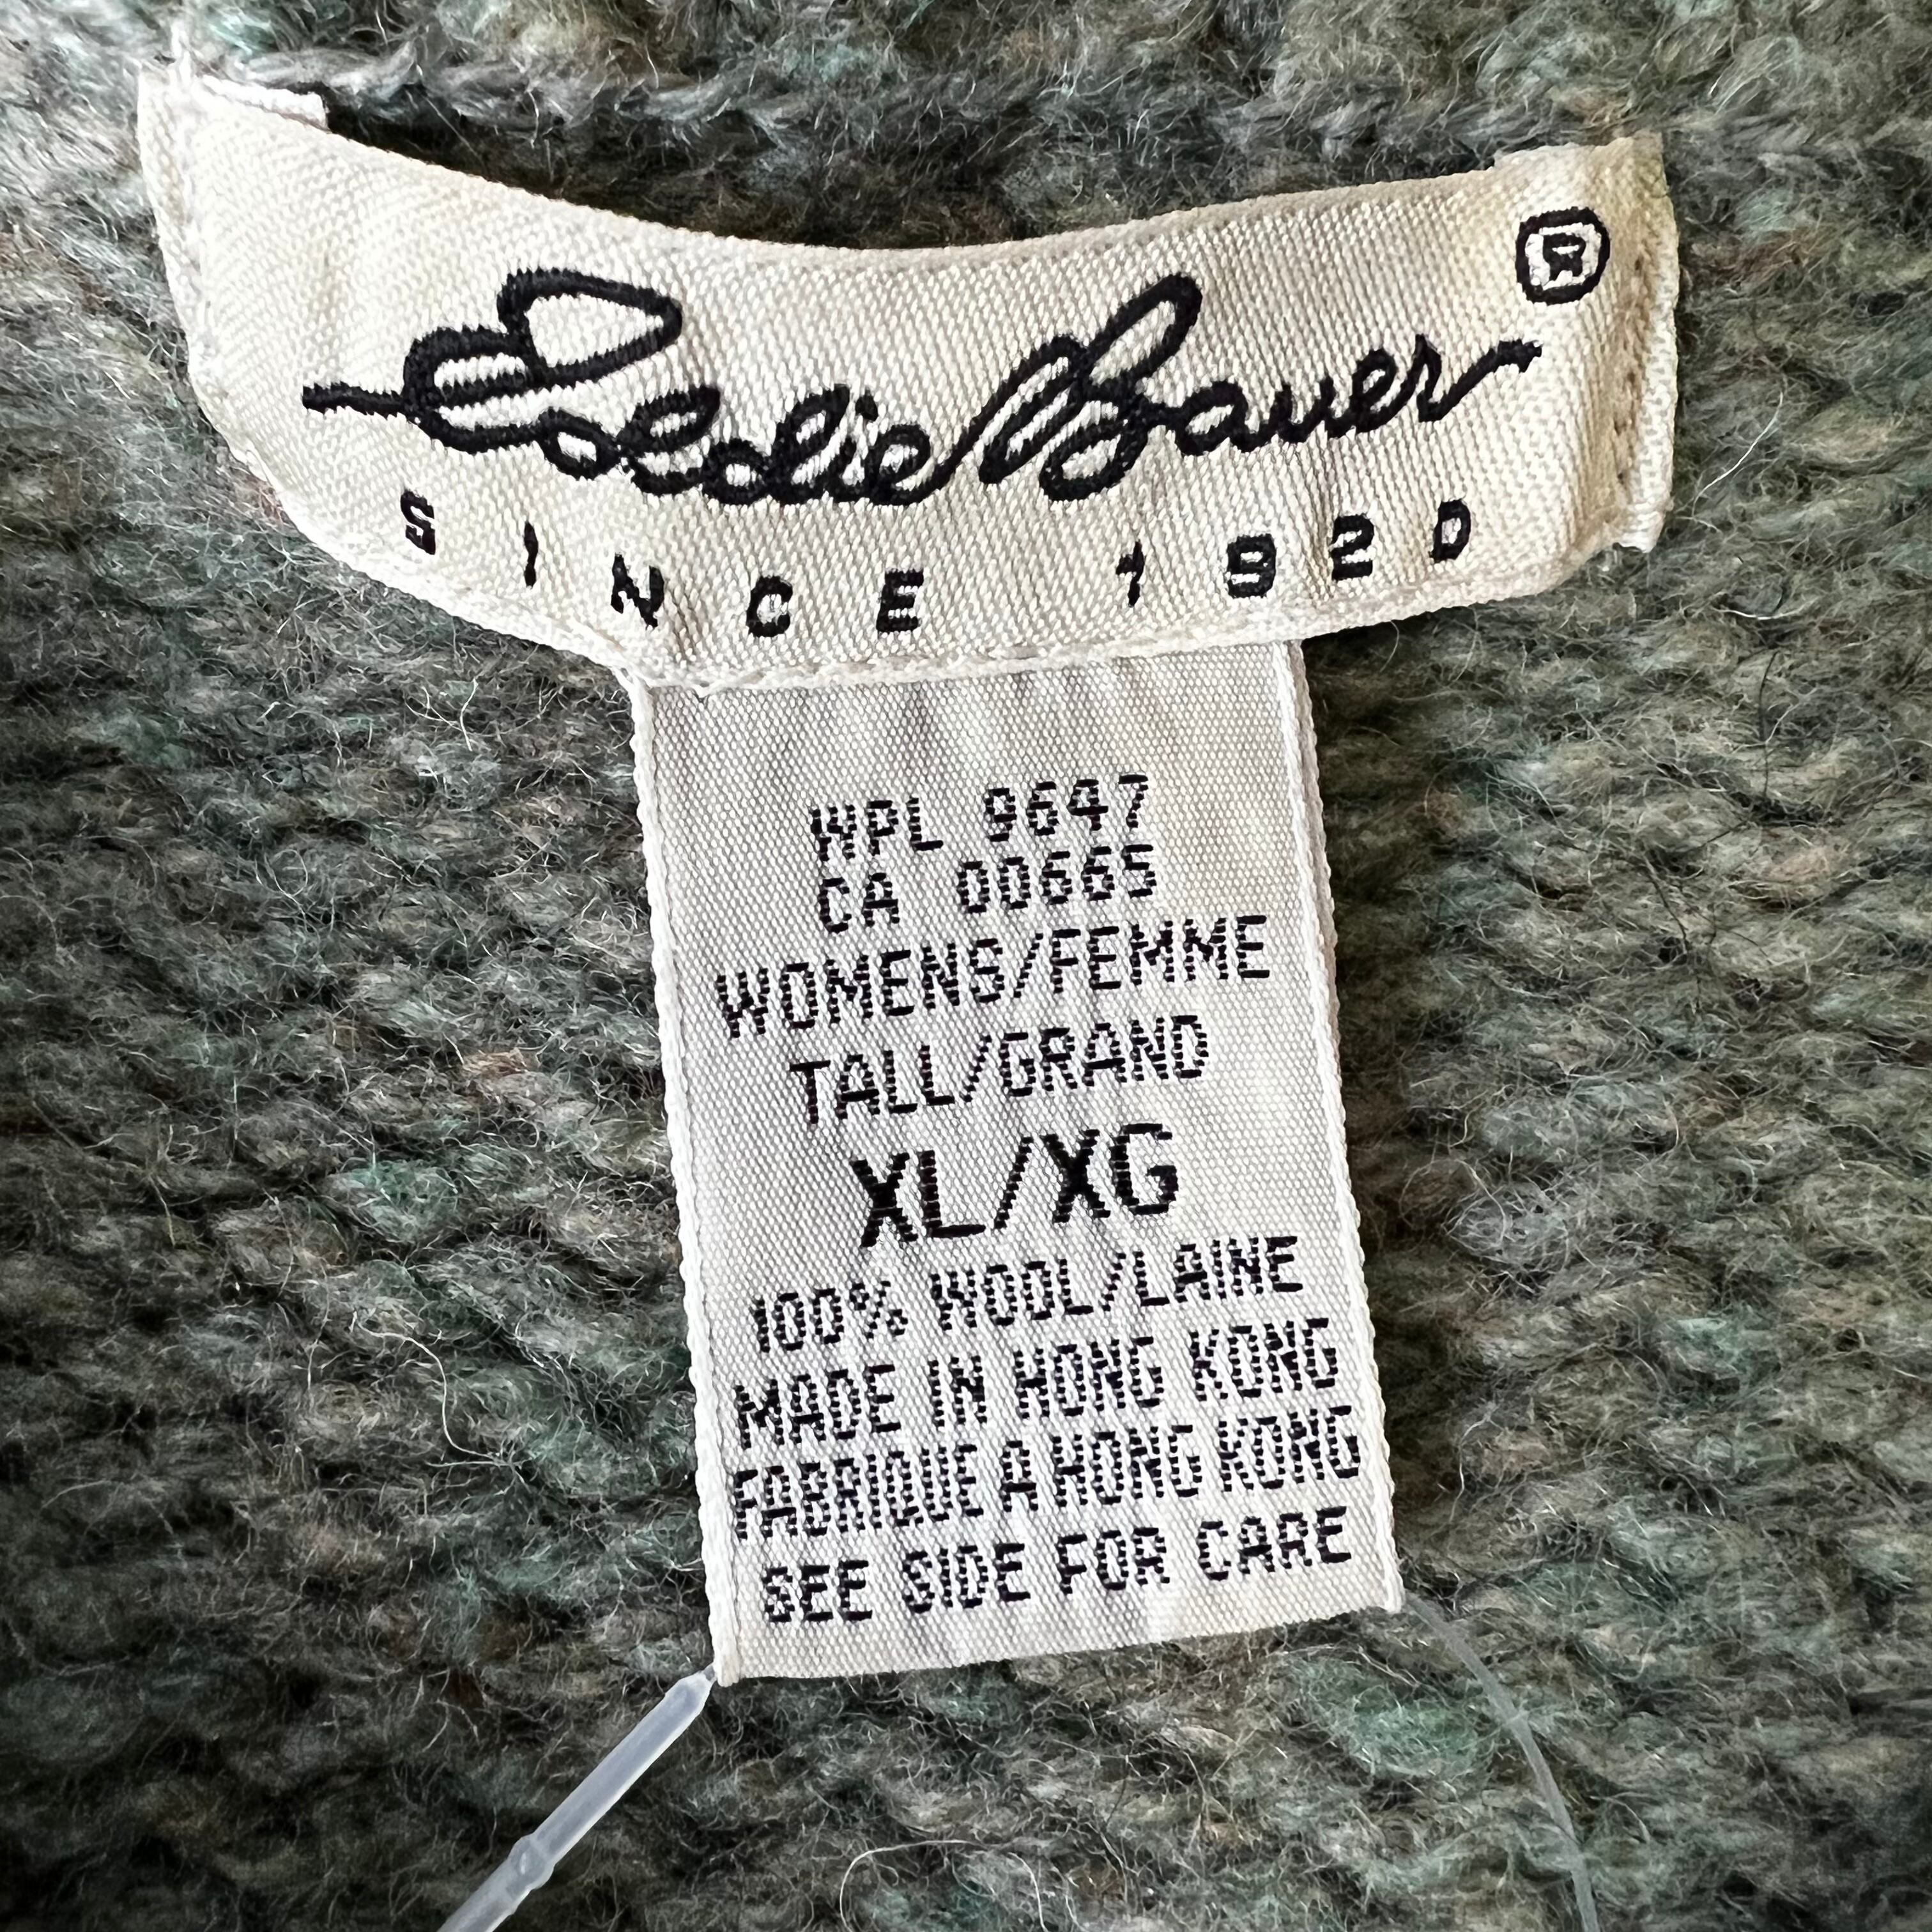 Eddie Bauer ®
SINCE 1920
WPL 9647
CA 00665
WOMENS/FEMME
TALL/GRAND
XL/XG
100% WOOL/LAINE
MADE IN HONG KONG
FABRIQUE A HONG KONG
SEE SIDE FOR CARE